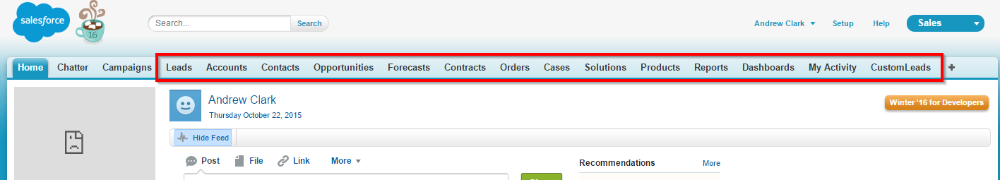 salesforce
16
Search... Search
Andrew Clark Setup Help Sales
Home Chatter Campaigns Leads Accounts Contacts Opportunities Forecasts Contracts Orders Cases Solutions Products Reports Dashboards My Activity CustomLeads +
Andrew Clark
Thursday October 22, 2015
Winter '16 for Developers
Hide Feed
Post File Link More
Recommendations More